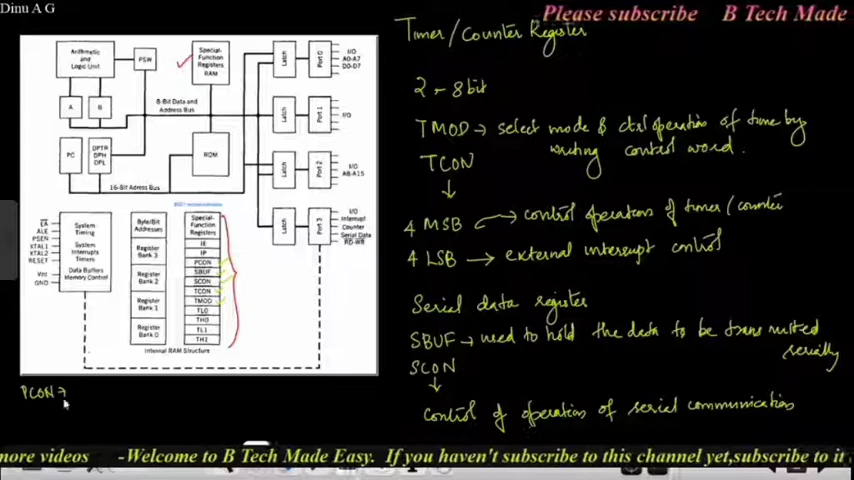 Dinu A G
Please subscribe B Tech Made
Arithmetic
and
Logic Unit
PSW
Special-
Function
Registers
RAM
Latch
Port 0
I/O
A0-A7
D0-D7
A
B
8-Bit Data and
Address Bus
Latch
Port 1
I/O
PC
DPTR
DPH
DPL
ROM
Latch
Port 2
I/O
A8-A15
16-Bit Adress Bus
EA
ALE
PSEN
XTAL1
XTAL2
RESET
Vcc
GND
System
Timing
System
Interrupts
Timers
Data Buffers
Memory Control
Byte/Bit
Addresses
Register
Bank 3
Register
Bank 2
Register
Bank 1
Register
Bank 0
Special-
Function
Registers
IE
IP
PCON
SBUF
SCON
TCON
TMOD
TL0
TH0
TL1
TH1
Latch
Port 3
I/O
Interrupt
Counter
Serial Data
RD-WR
Internal RAM Structure
PCON →
Timer/Counter Register
2 - 8bit
TMOD → select mode & ctrl operation of time by
writing control word.
TCON
↓
4 MSB → control operations of timer/counter
4 LSB → external interrupt control
Serial data register
SBUF → used to hold the data to be transmitted
serially
SCON
↓
control of operation of serial communication
more videos -Welcome to B Tech Made Easy. If you haven't subscribe to this channel yet,subscribe to it